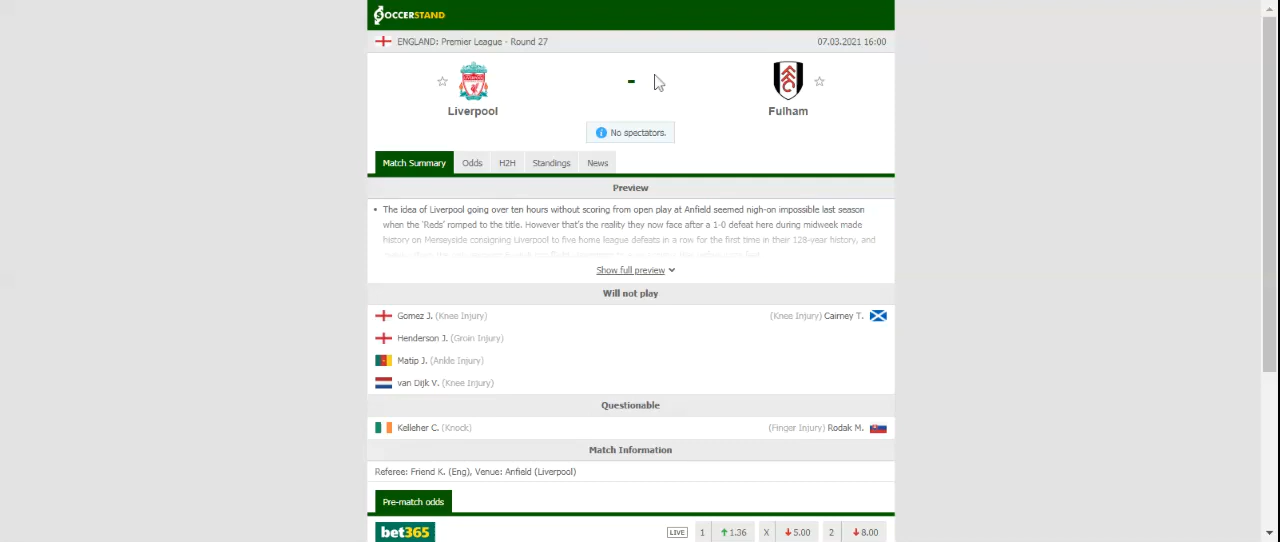 SOCCERSTAND
ENGLAND: Premier League - Round 27 07.03.2021 16:00
-
Liverpool Fulham
No spectators.
Match Summary Odds H2H Standings News
Preview
• The idea of Liverpool going over ten hours without scoring from open play at Anfield seemed nigh-on impossible last season
when the 'Reds' romped to the title. However that's the reality they now face after a 1-0 defeat here during midweek made
history on Merseyside consigning Liverpool to five home league defeats in a row for the first time in their 128-year history, and
Show full preview
Will not play
Gomez J. (Knee Injury) (Knee Injury) Cairney T.
Henderson J. (Groin Injury)
Matip J. (Ankle Injury)
van Dijk V. (Knee Injury)
Questionable
Kelleher C. (Knock) (Finger Injury) Rodak M.
Match Information
Referee: Friend K. (Eng), Venue: Anfield (Liverpool)
Pre-match odds
bet365 LIVE 1 1.36 X 5.00 2 8.00